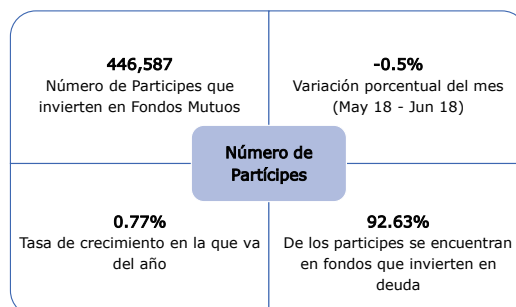 446,587
Número de Participes que
invierten en Fondos Mutuos
-0.5%
Variación porcentual del mes
(May 18 - Jun 18)
Número de
Partícipes
0.77%
Tasa de crecimiento en la que va
del año
92.63%
De los participes se encuentran
en fondos que invierten en
deuda